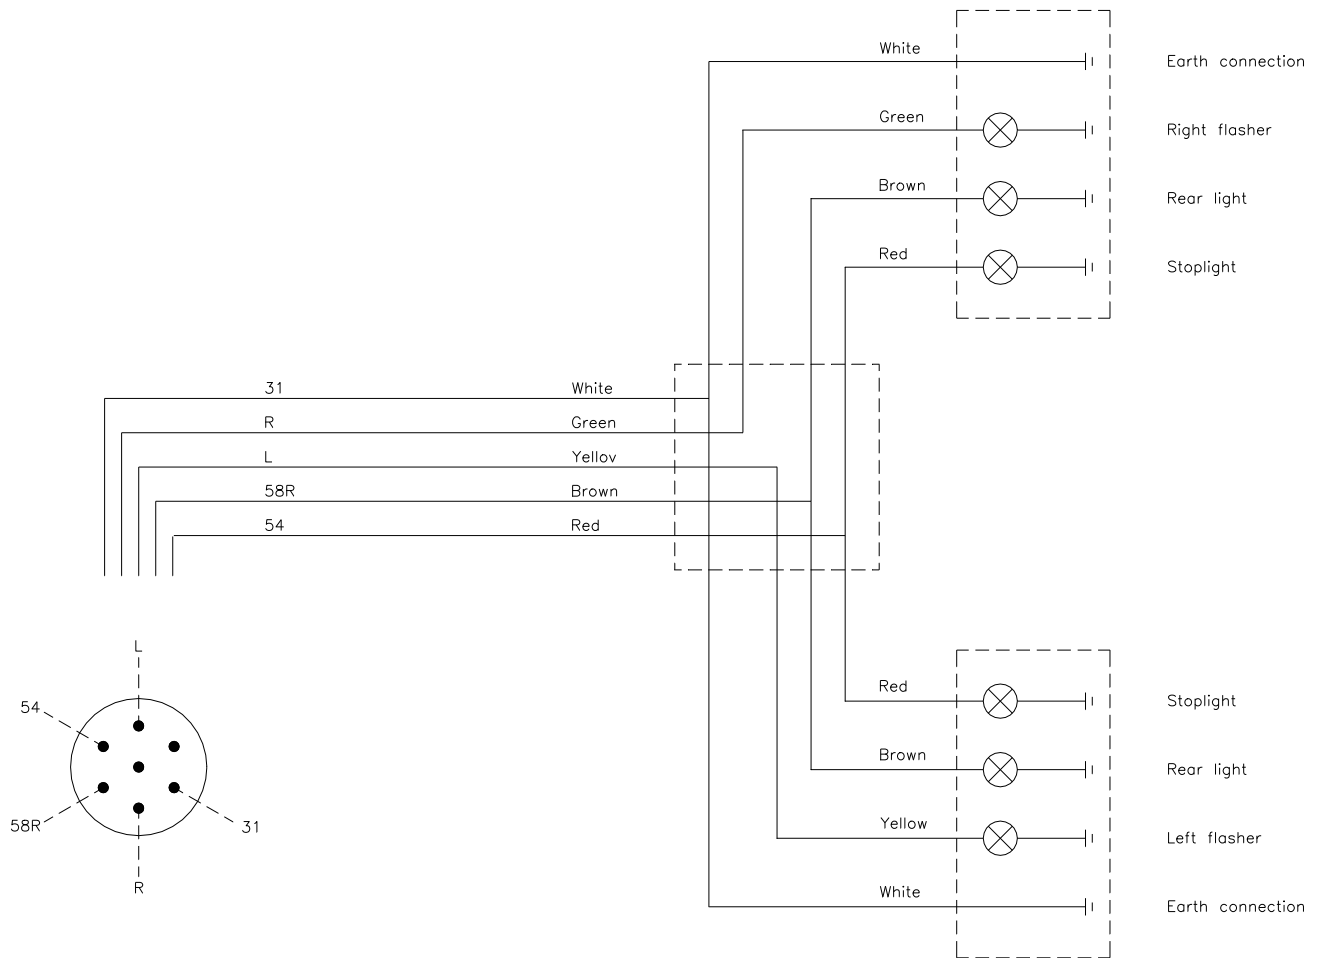 White
Earth connection
Green
Right flasher
Brown
Rear light
Red
Stoplight
31 White
R Green
L Yellov
58R Brown
54 Red
L
54
58R
31
R
Red
Stoplight
Brown
Rear light
Yellow
Left flasher
White
Earth connection